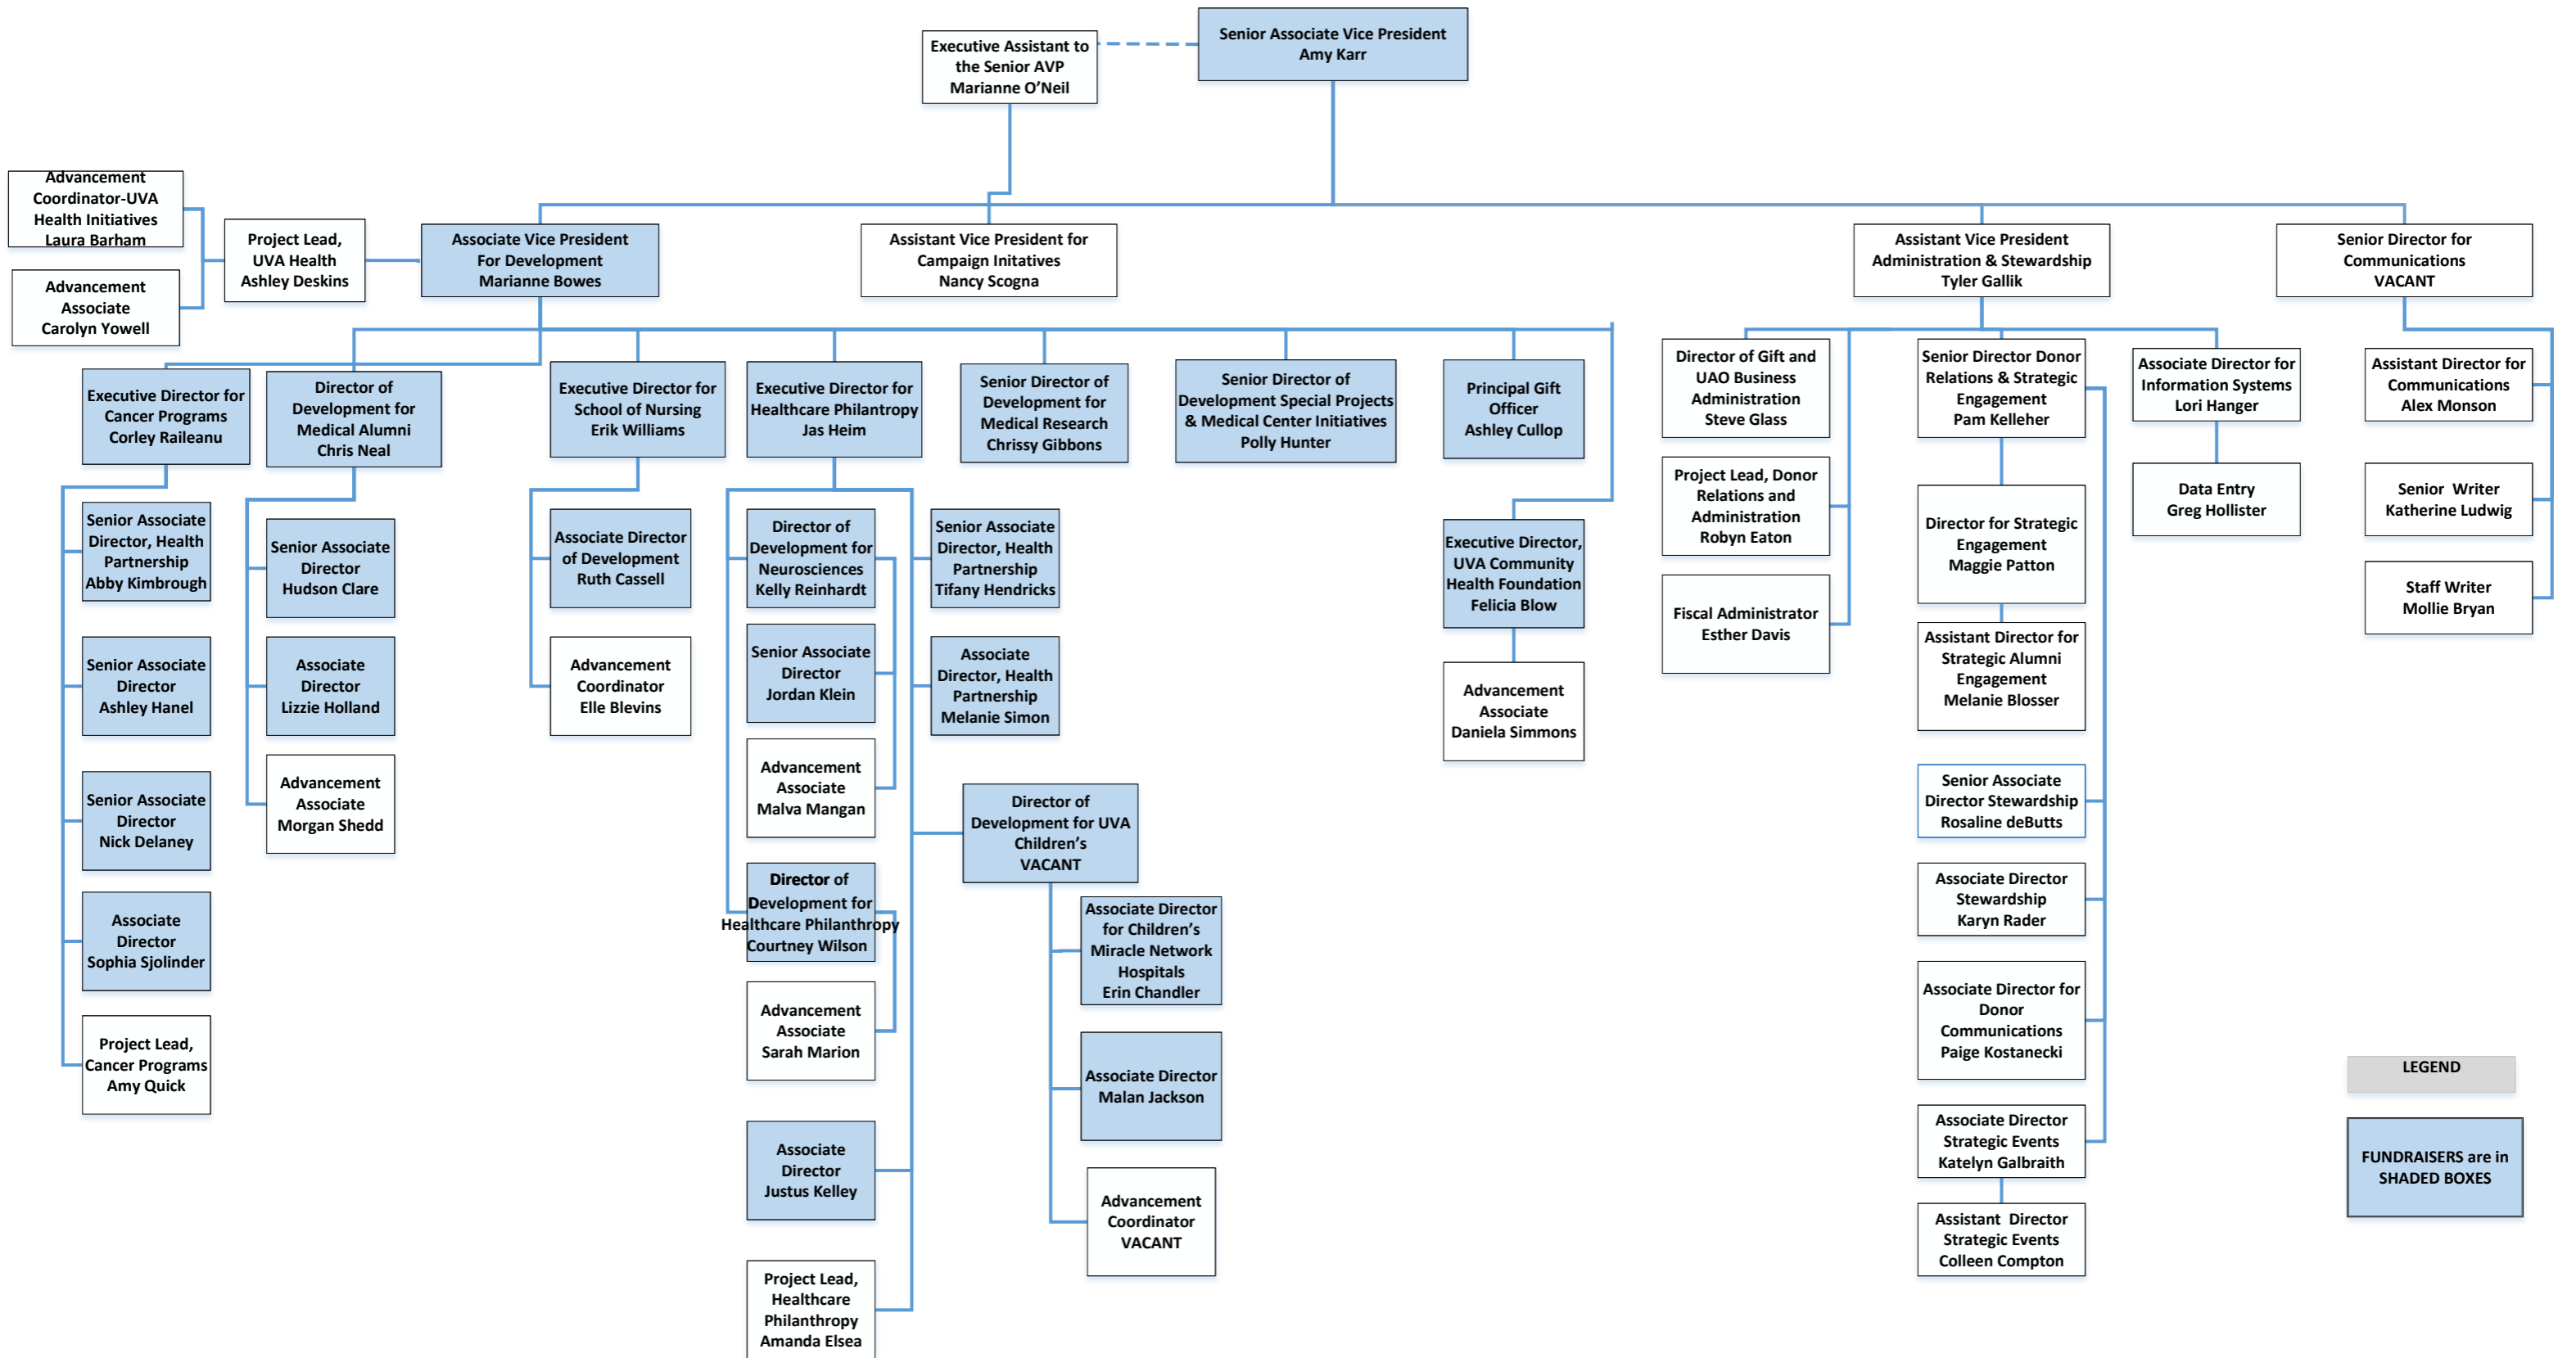 Senior Associate Vice President
Amy Karr
Executive Assistant to
the Senior AVP
Marianne O’Neil
Advancement
Coordinator-UVA
Health Initiatives
Laura Barham
Advancement
Associate
Carolyn Yowell
Project Lead,
UVA Health
Ashley Deskins
Associate Vice President
For Development
Marianne Bowes
Assistant Vice President for
Campaign Initatives
Nancy Scogna
Assistant Vice President
Administration & Stewardship
Tyler Gallik
Senior Director for
Communications
VACANT
Executive Director for
Cancer Programs
Corley Raileanu
Director of
Development for
Medical Alumni
Chris Neal
Executive Director for
School of Nursing
Erik Williams
Executive Director for
Healthcare Philantropy
Jas Heim
Senior Director of
Development for
Medical Research
Chrissy Gibbons
Senior Director of
Development Special Projects
& Medical Center Initiatives
Polly Hunter
Principal Gift
Officer
Ashley Cullop
Director of Gift and
UAO Business
Administration
Steve Glass
Senior Director Donor
Relations & Strategic
Engagement
Pam Kelleher
Associate Director for
Information Systems
Lori Hanger
Assistant Director for
Communications
Alex Monson
Senior Associate
Director, Health
Partnership
Abby Kimbrough
Senior Associate
Director
Ashley Hanel
Senior Associate
Director
Nick Delaney
Associate
Director
Sophia Sjolinder
Project Lead,
Cancer Programs
Amy Quick
Senior Associate
Director
Hudson Clare
Associate
Director
Lizzie Holland
Advancement
Associate
Morgan Shedd
Associate Director
of Development
Ruth Cassell
Advancement
Coordinator
Elle Blevins
Director of
Development for
Neurosciences
Kelly Reinhardt
Senior Associate
Director
Jordan Klein
Advancement
Associate
Malva Mangan
Director of
Development for
Healthcare Philanthropy
Courtney Wilson
Advancement
Associate
Sarah Marion
Associate
Director
Justus Kelley
Project Lead,
Healthcare
Philanthropy
Amanda Elsea
Senior Associate
Director, Health
Partnership
Tifany Hendricks
Associate
Director, Health
Partnership
Melanie Simon
Director of
Development for UVA
Children’s
VACANT
Associate Director
for Children’s
Miracle Network
Hospitals
Erin Chandler
Associate Director
Malan Jackson
Advancement
Coordinator
VACANT
Executive Director,
UVA Community
Health Foundation
Felicia Blow
Advancement
Associate
Daniela Simmons
Project Lead, Donor
Relations and
Administration
Robyn Eaton
Fiscal Administrator
Esther Davis
Director for Strategic
Engagement
Maggie Patton
Assistant Director for
Strategic Alumni
Engagement
Melanie Blosser
Senior Associate
Director Stewardship
Rosaline deButts
Associate Director
Stewardship
Karyn Rader
Associate Director for
Donor
Communications
Paige Kostanecki
Associate Director
Strategic Events
Katelyn Galbraith
Assistant Director
Strategic Events
Colleen Compton
Data Entry
Greg Hollister
Senior Writer
Katherine Ludwig
Staff Writer
Mollie Bryan
LEGEND
FUNDRAISERS are in
SHADED BOXES